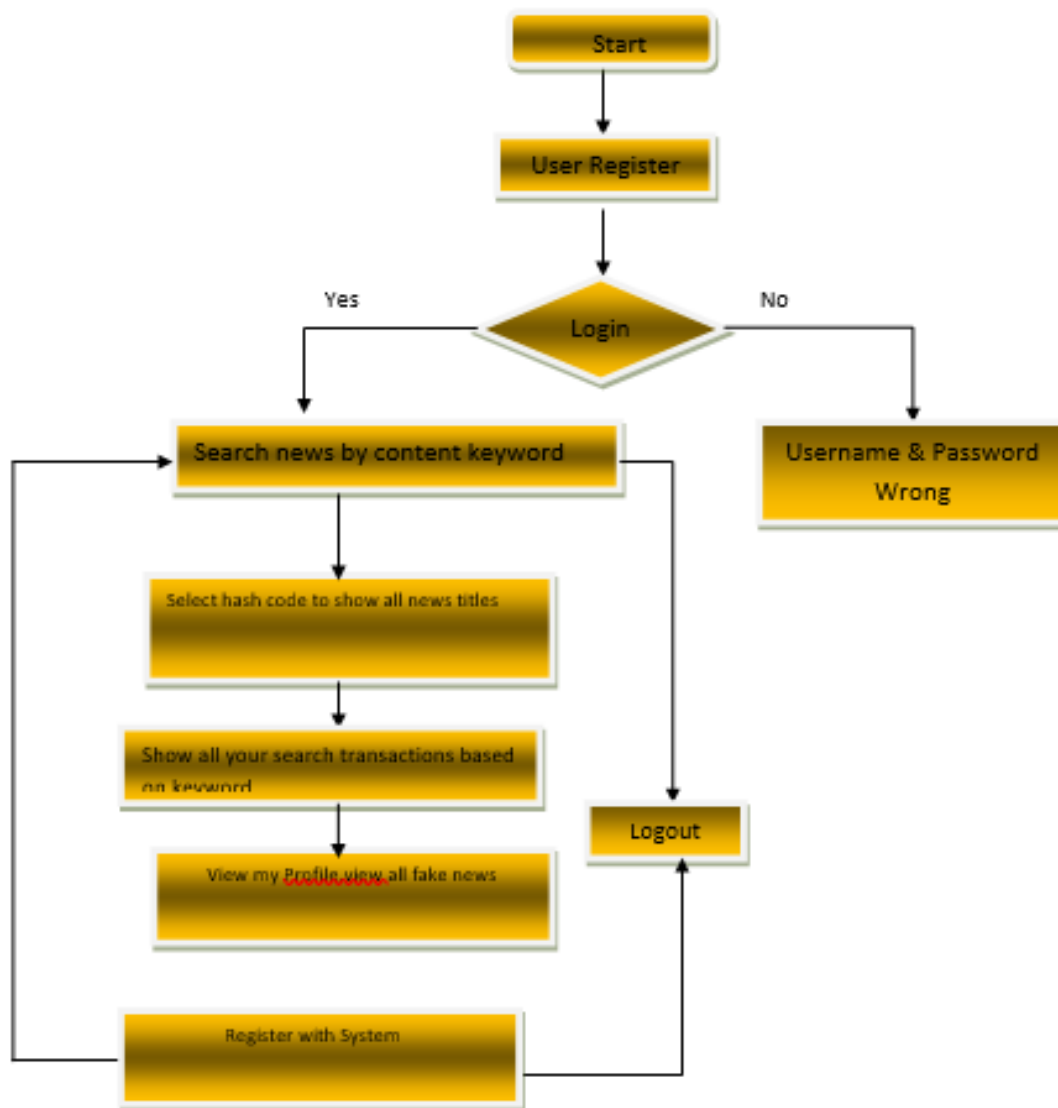 Start
User Register
Yes
No
Login
Search news by content keyword
Username & Password
Wrong
Select hash code to show all news titles
Show all your search transactions based
on keyword
Logout
View my Profile,view all fake news
Register with System